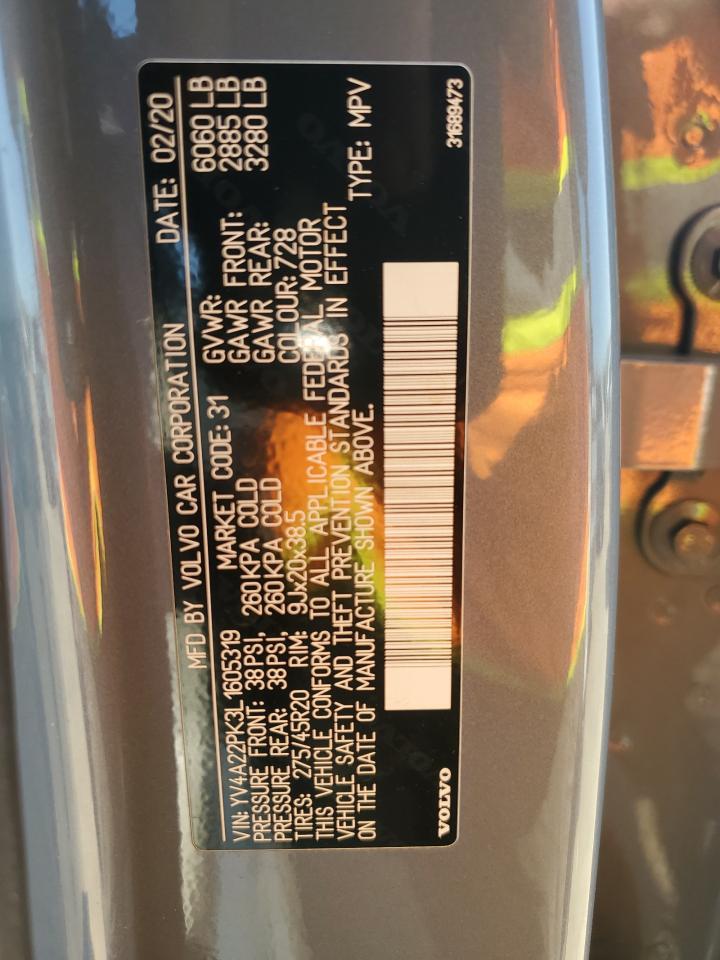 MFD BY VOLVO CAR CORPORATION DATE: 02/20
VIN: YV4A22PK3L1605319 MARKET CODE: 31 GVWR: 6060 LB
PRESSURE FRONT: 38PSI, 260KPA COLD GAWR FRONT: 2885 LB
PRESSURE REAR: 38PSI, 260KPA COLD GAWR REAR: 3280 LB
TIRES: 275/45R20 RIM: 9Jx20x38.5 COLOUR: 728
THIS VEHICLE CONFORMS TO ALL APPLICABLE FEDERAL MOTOR
VEHICLE SAFETY AND THEFT PREVENTION STANDARDS IN EFFECT
ON THE DATE OF MANUFACTURE SHOWN ABOVE. TYPE: MPV
VOLVO 31689473